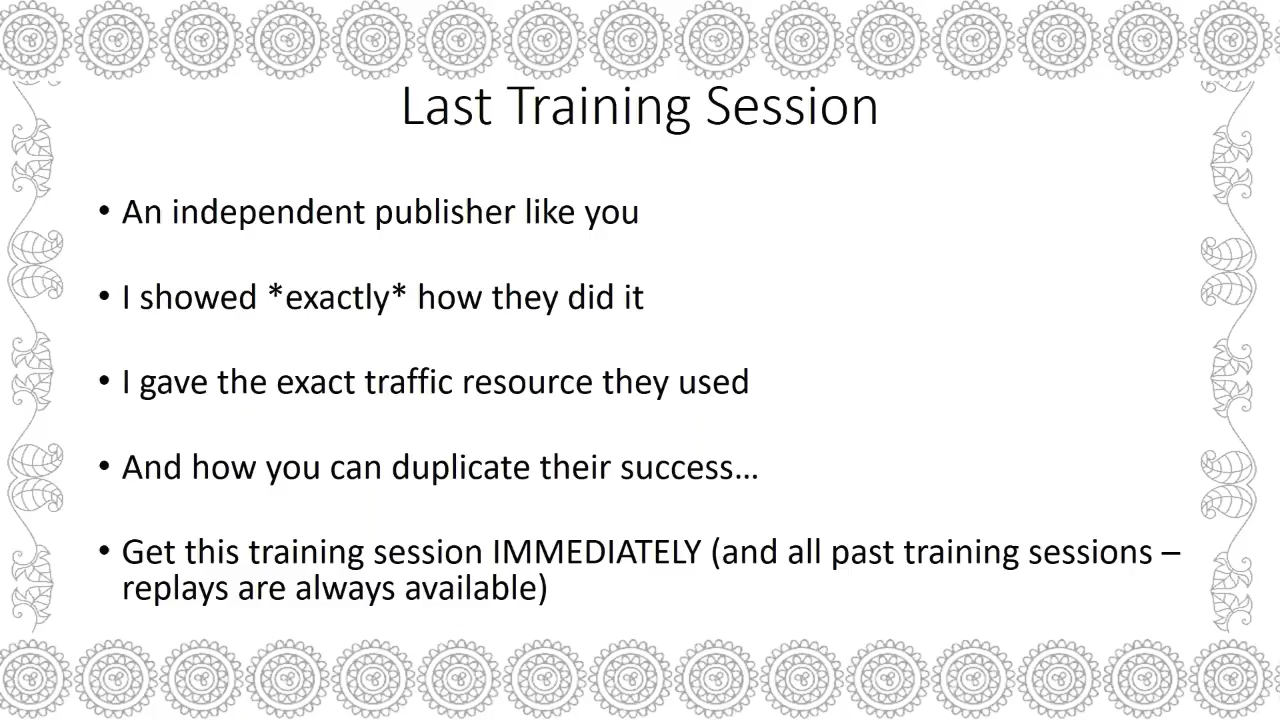 Last Training Session
• An independent publisher like you
• I showed *exactly* how they did it
• I gave the exact traffic resource they used
• And how you can duplicate their success...
• Get this training session IMMEDIATELY (and all past training sessions –
replays are always available)